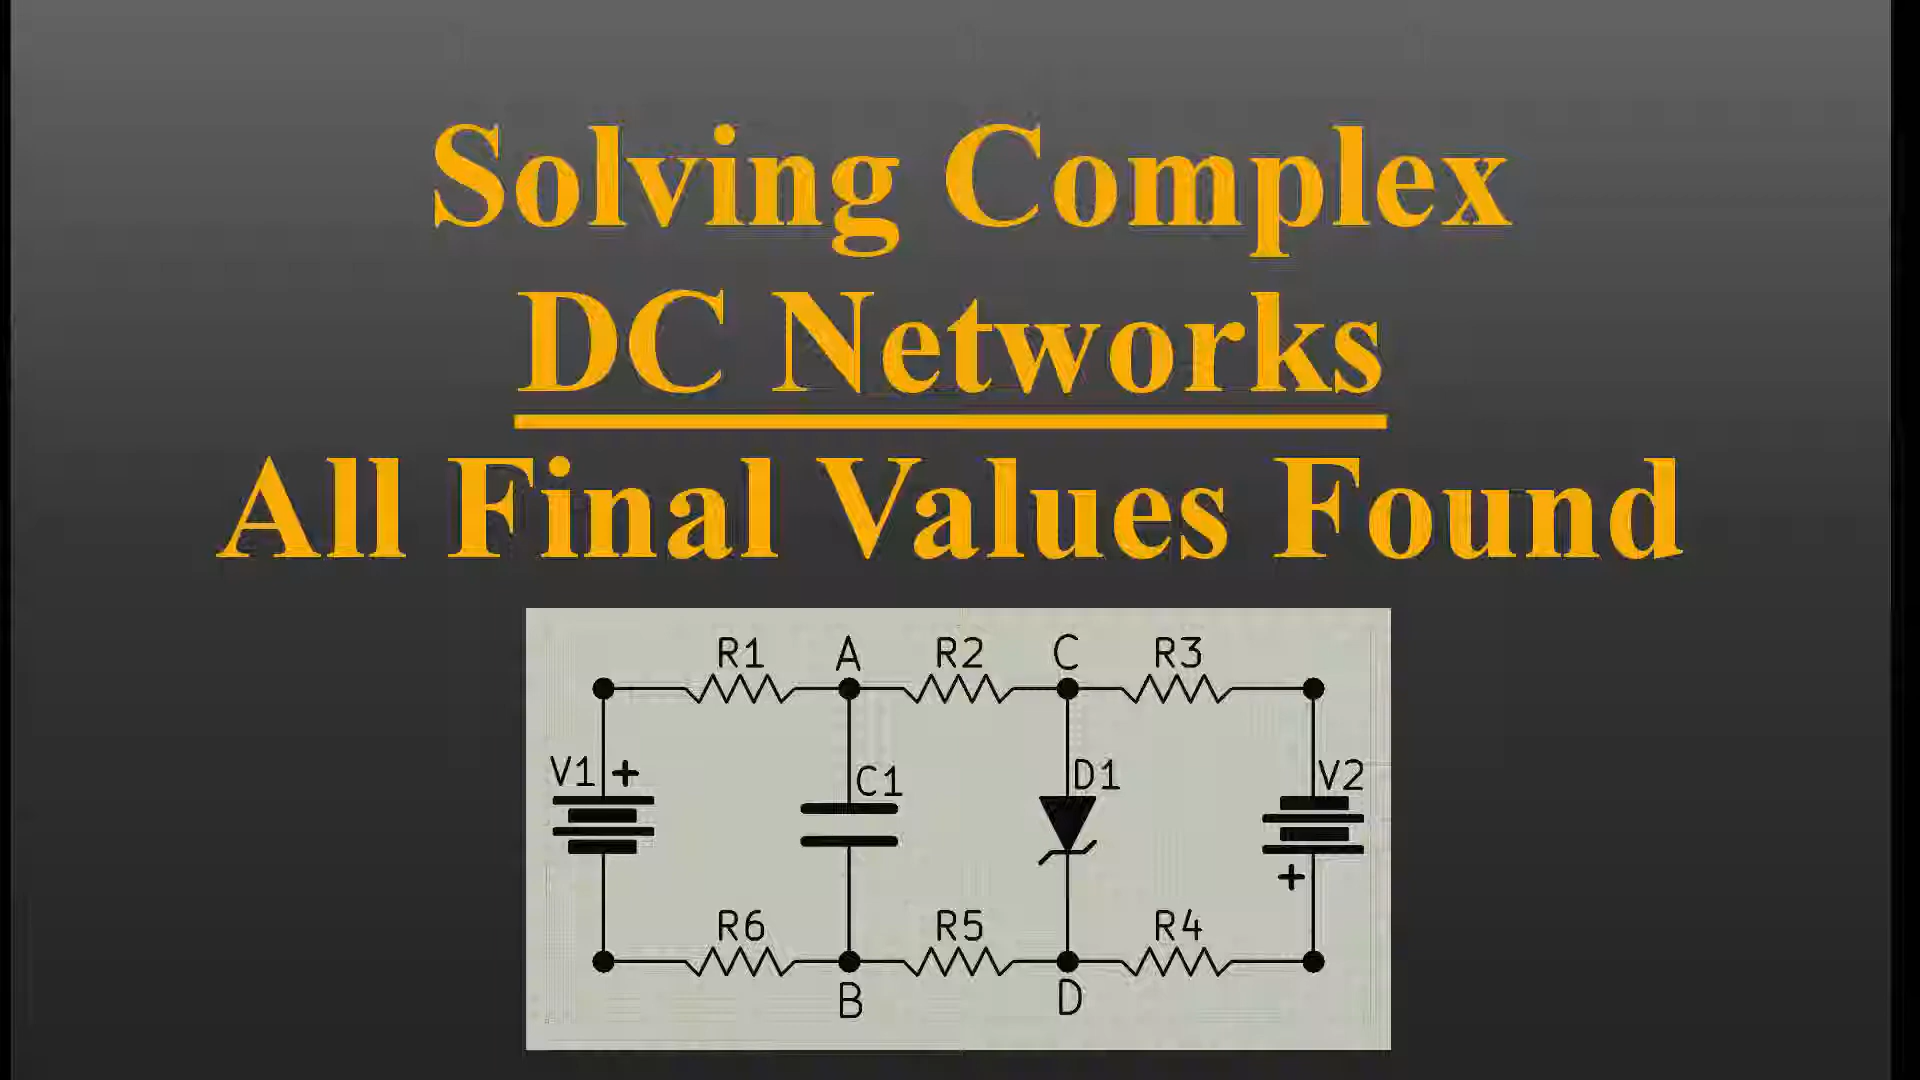 Solving Complex
DC Networks
All Final Values Found
R1 A R2 C R3
V1 + C1 D1 V2
+
R6 R5 R4
B D